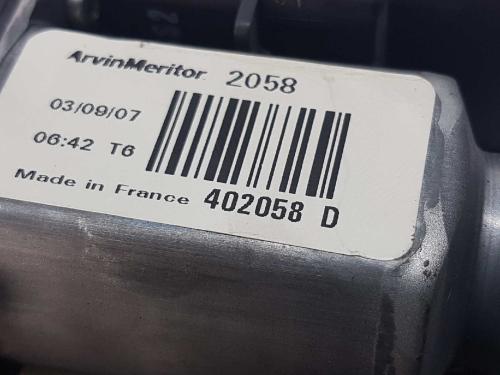 ArvinMeritor 2058
03/09/07
06:42 T6
Made in France 402058 D